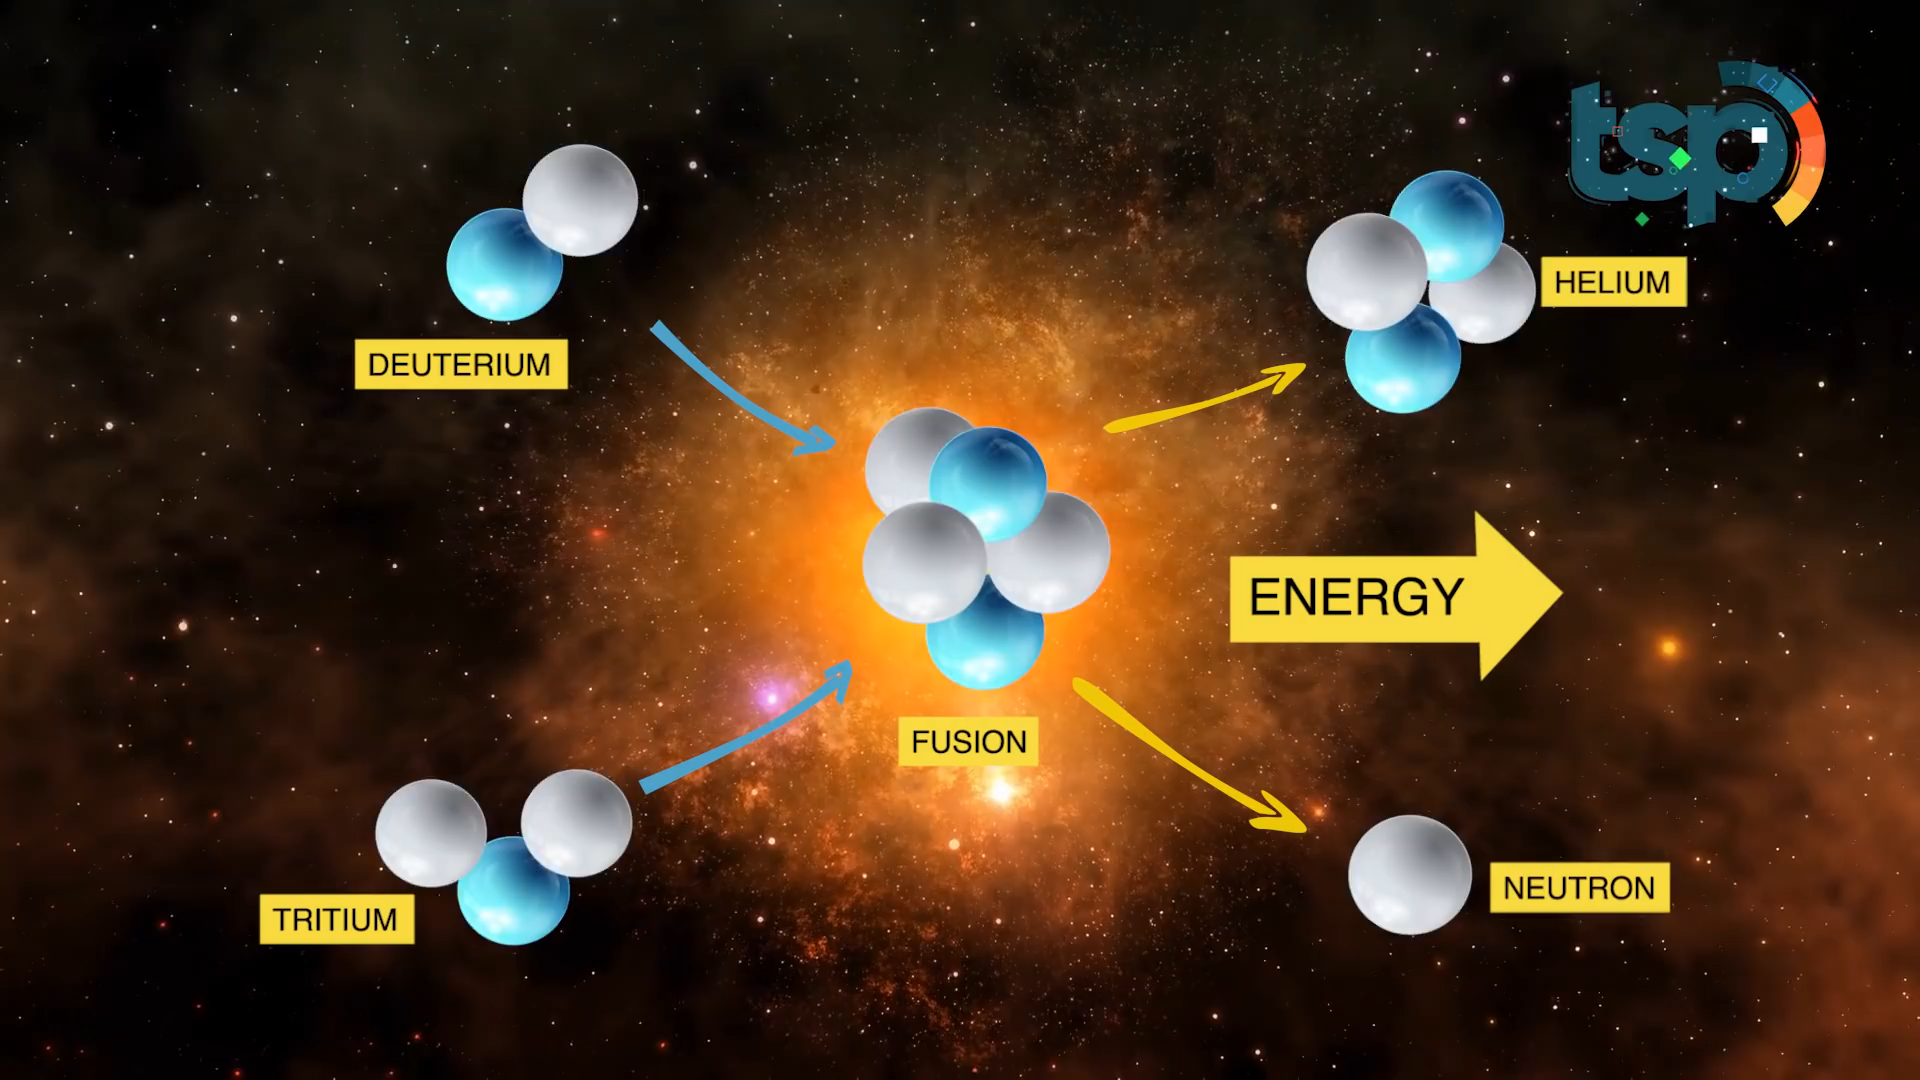 tsp
DEUTERIUM
HELIUM
ENERGY
FUSION
TRITIUM
NEUTRON